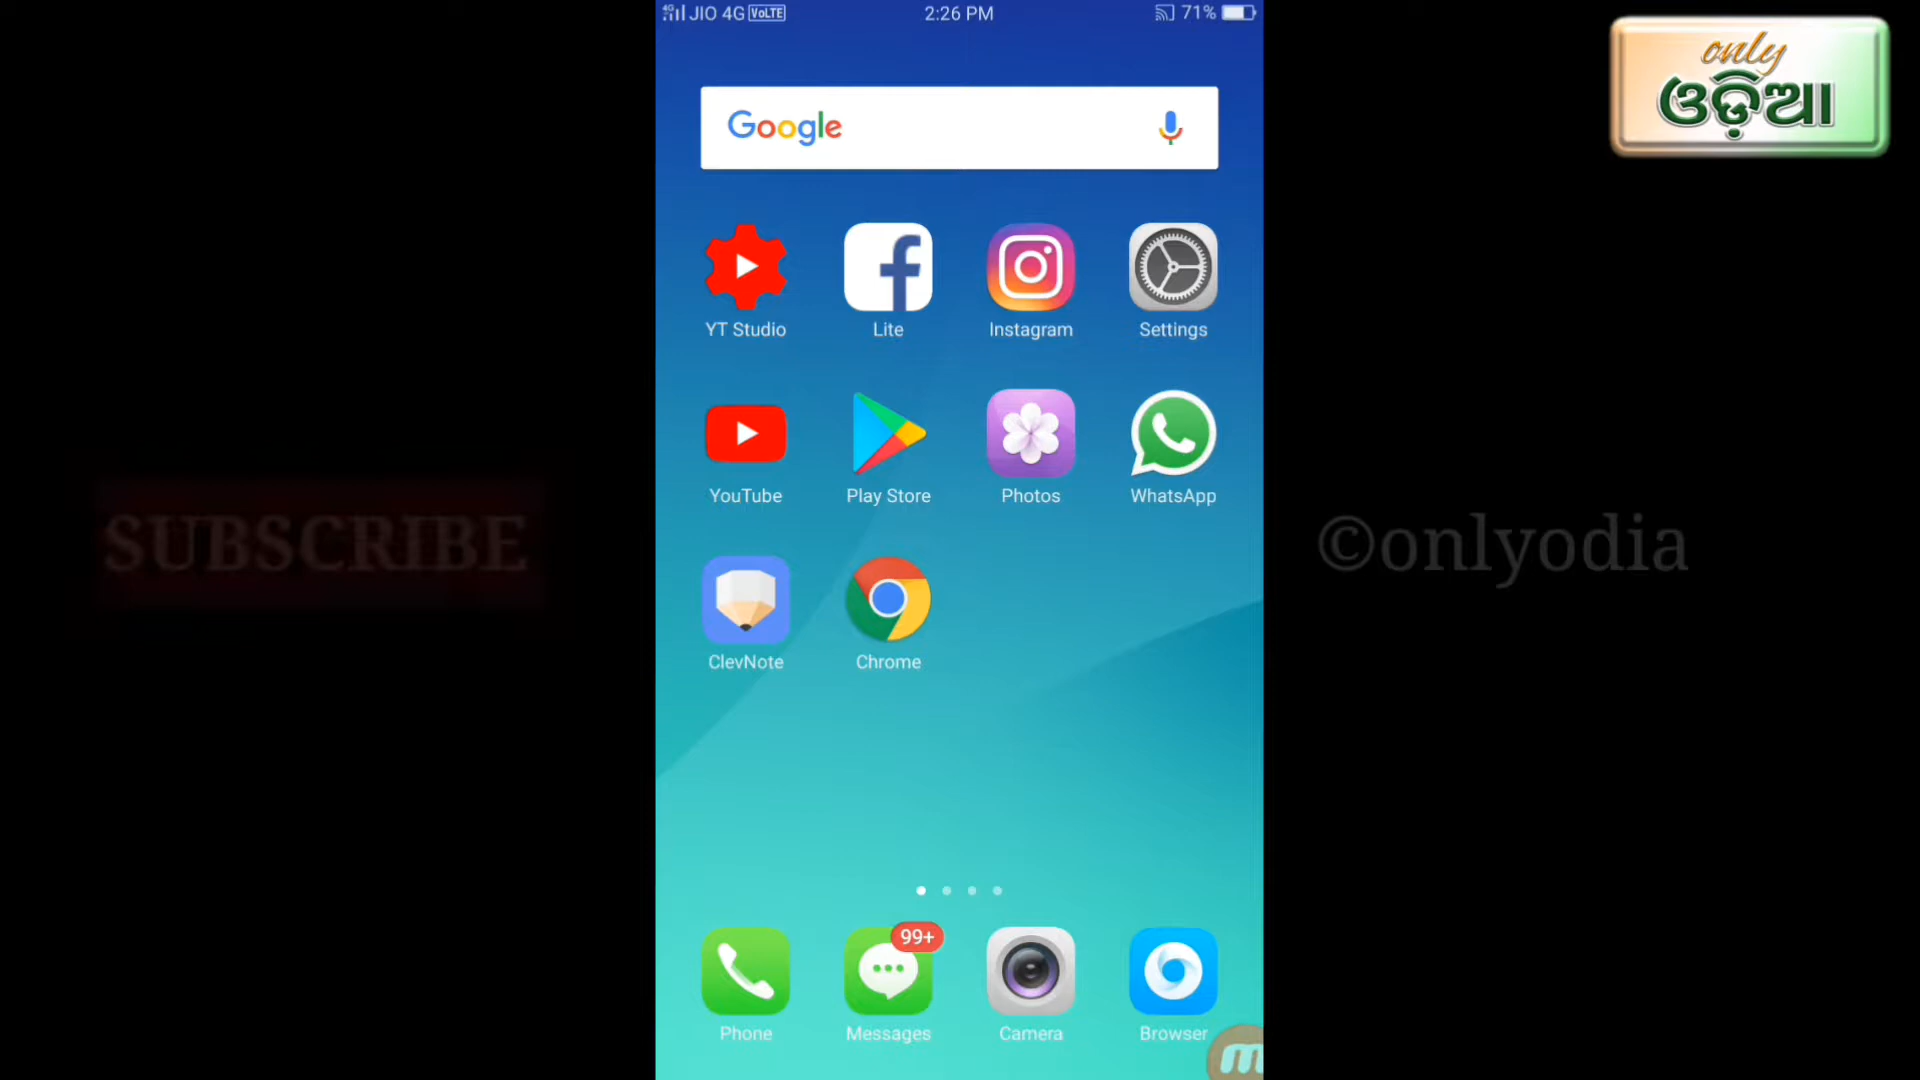 4G JIO 4G VoLTE 2:26 PM 71%
only
ଓଡ଼ିଆ
Google
YT Studio Lite Instagram Settings
YouTube Play Store Photos WhatsApp
SUBSCRIBE
©onlyodia
ClevNote Chrome
99+
Phone Messages Camera Browser